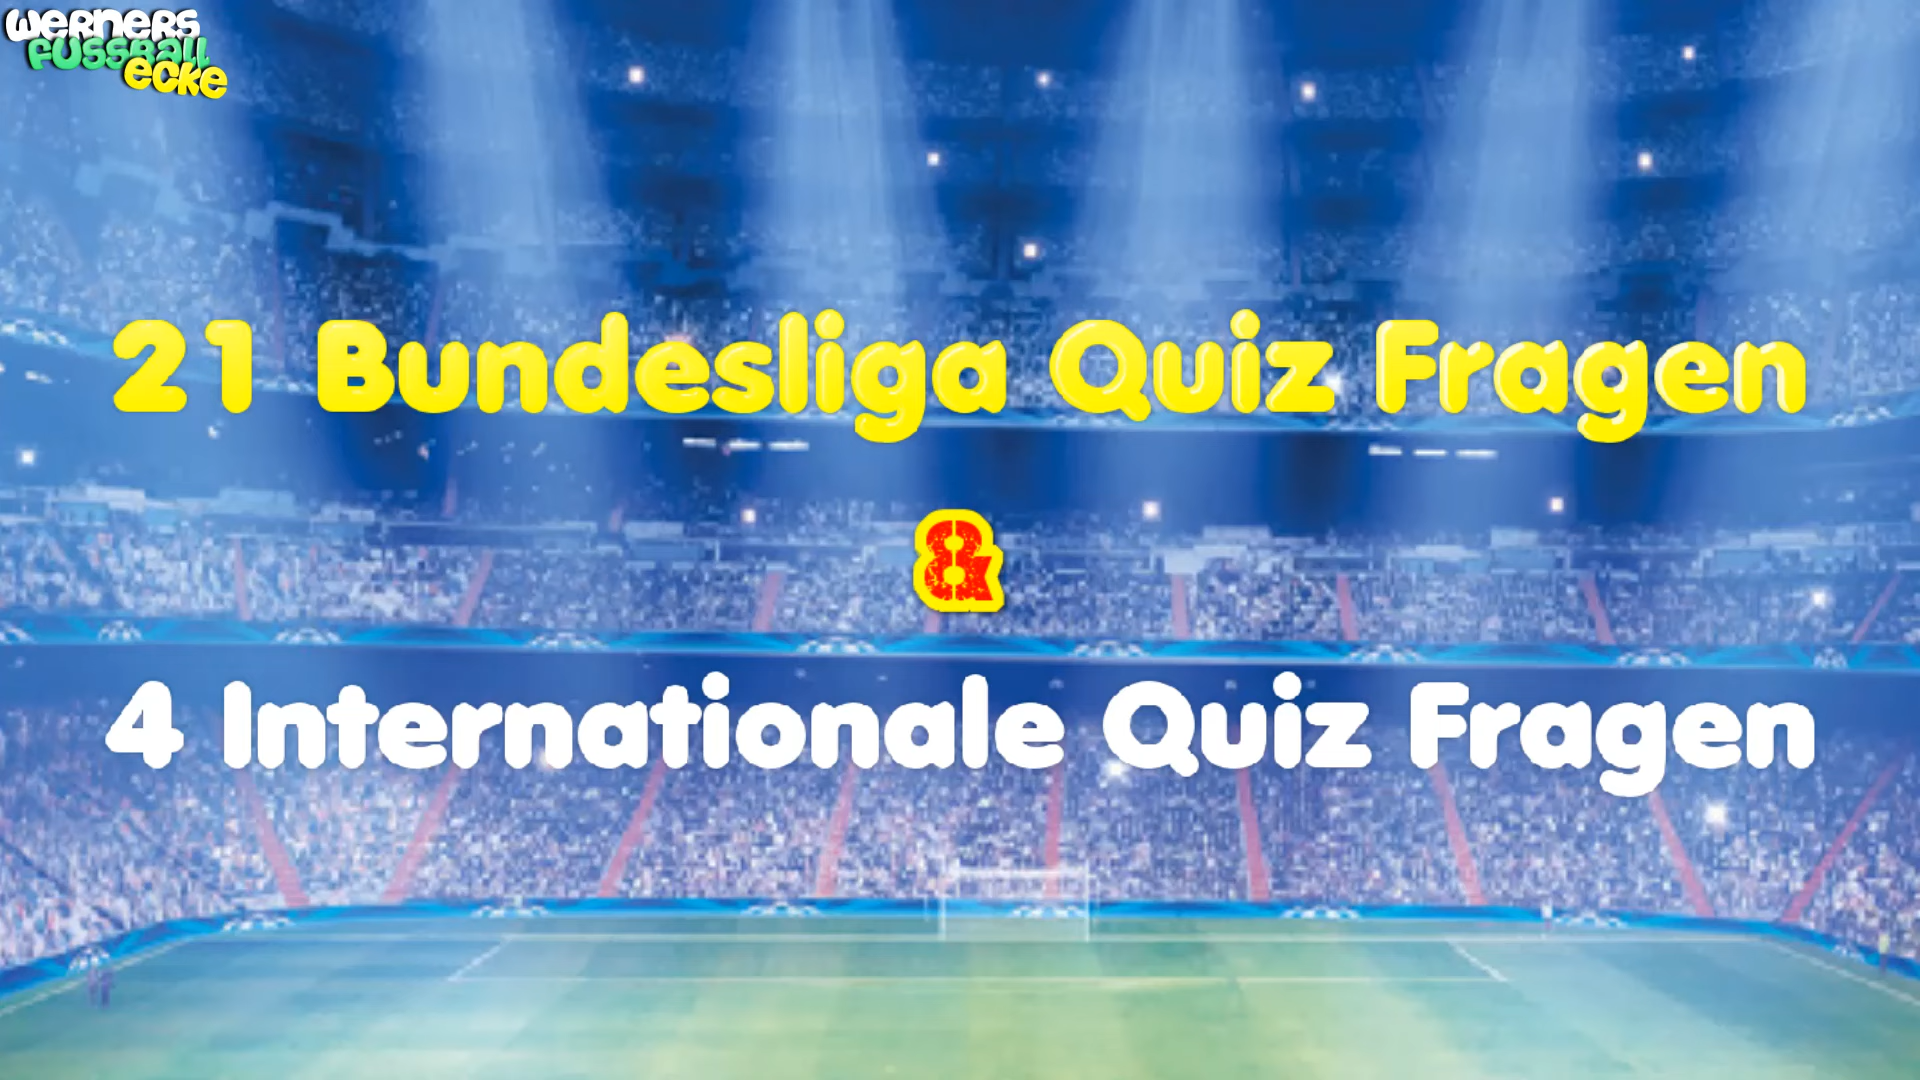 WERNERS
FUSSBALL
ECKE
21 Bundesliga Quiz Fragen
&
4 Internationale Quiz Fragen